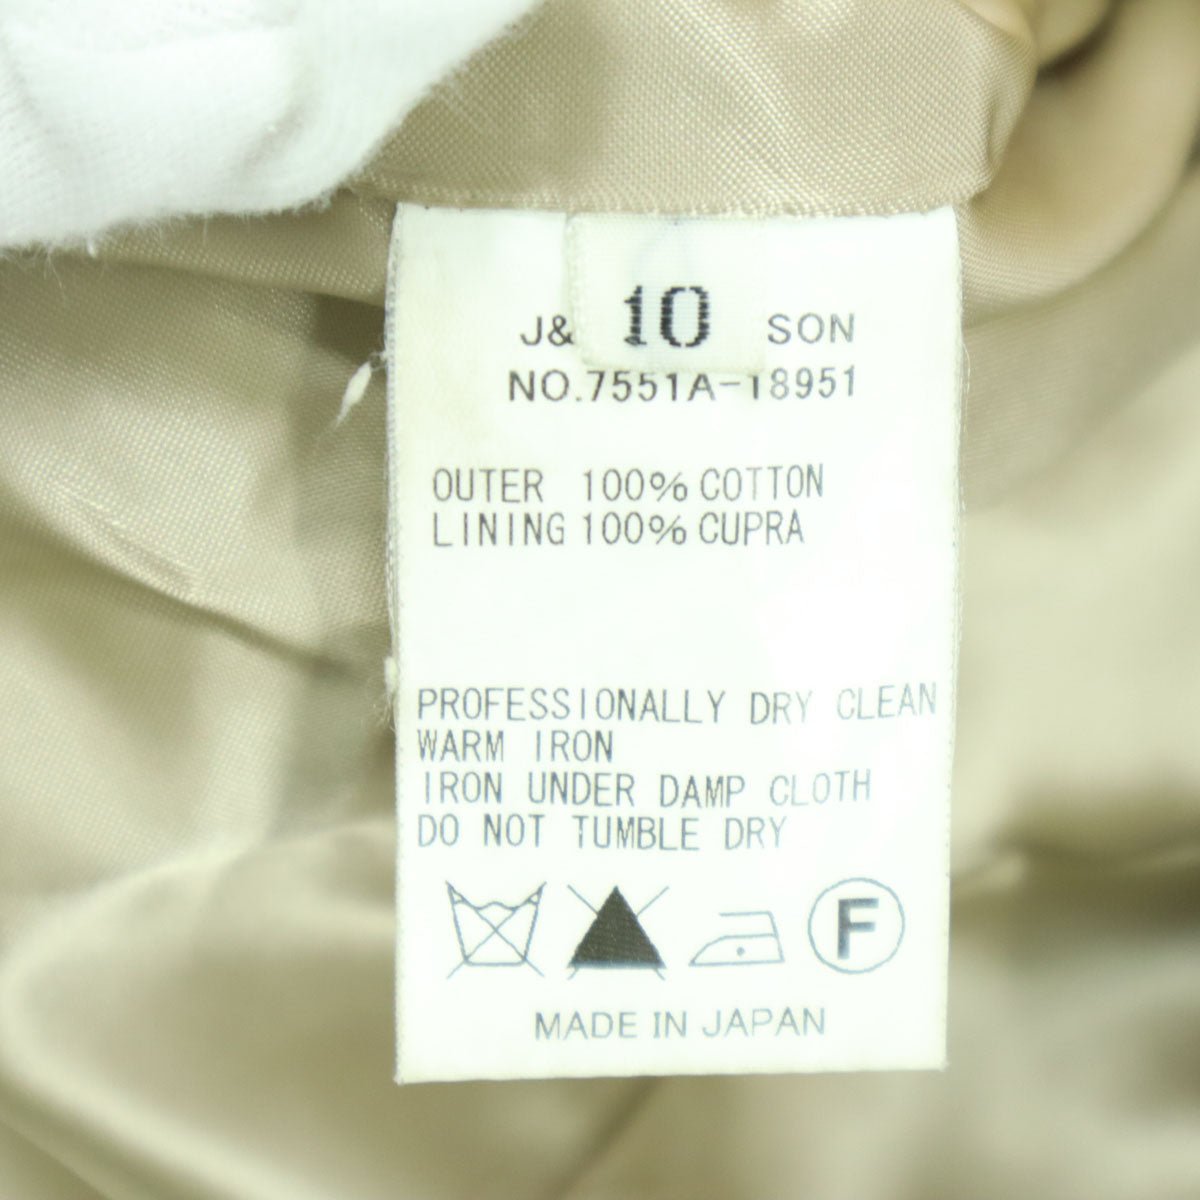 10
J& SON
NO.7551A-18951
OUTER 100% COTTON
LINING 100% CUPRA
PROFESSIONALLY DRY CLEAN
WARM IRON
IRON UNDER DAMP CLOTH
DO NOT TUMBLE DRY
F
MADE IN JAPAN